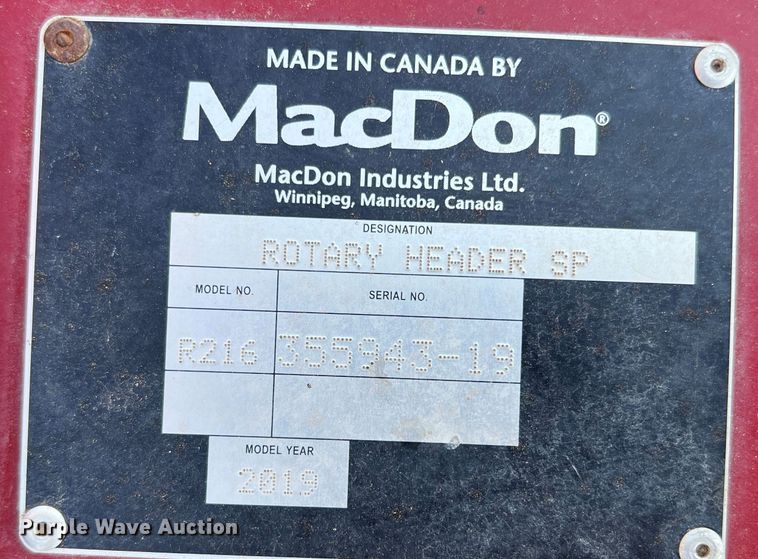 MADE IN CANADA BY
MacDon®
MacDon Industries Ltd.
Winnipeg, Manitoba, Canada
DESIGNATION
ROTARY HEADER SP
MODEL NO. SERIAL NO.
R216 355943-19
MODEL YEAR
2019
Purple Wave Auction